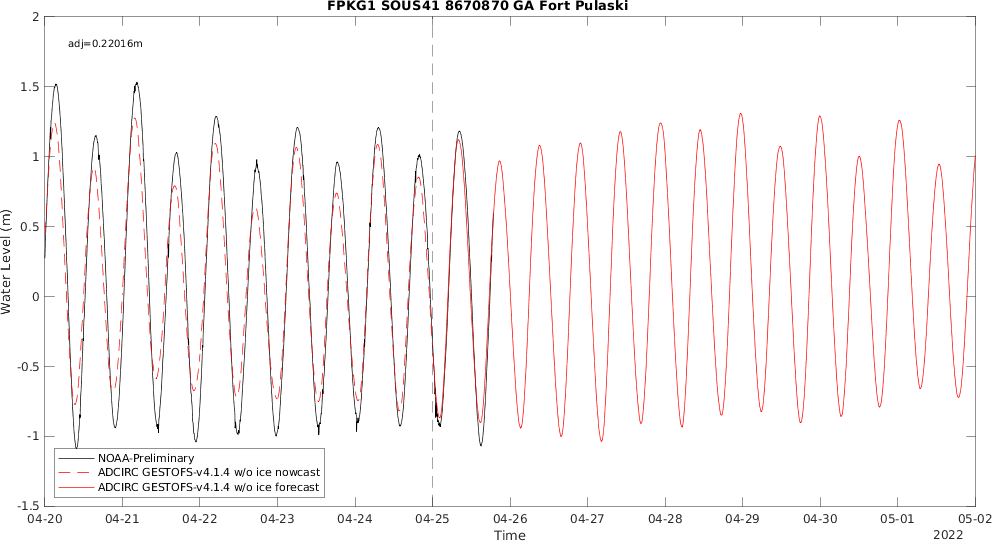 FPKG1 SOUS41 8670870 GA Fort Pulaski
adj=0.22016m
2
1.5
1
0.5
0
-0.5
-1
-1.5
Water Level (m)
NOAA-Preliminary
ADCIRC GESTOFS-v4.1.4 w/o ice nowcast
ADCIRC GESTOFS-v4.1.4 w/o ice forecast
04-20 04-21 04-22 04-23 04-24 04-25 04-26 04-27 04-28 04-29 04-30 05-01 05-02
Time
2022